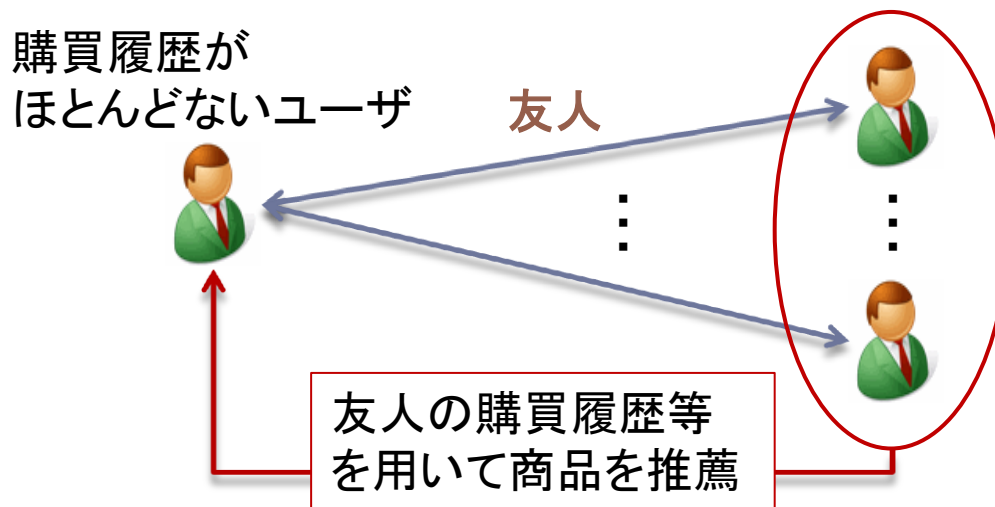 購買履歴が
ほとんどないユーザ
友人
友人の購買履歴等
を用いて商品を推薦